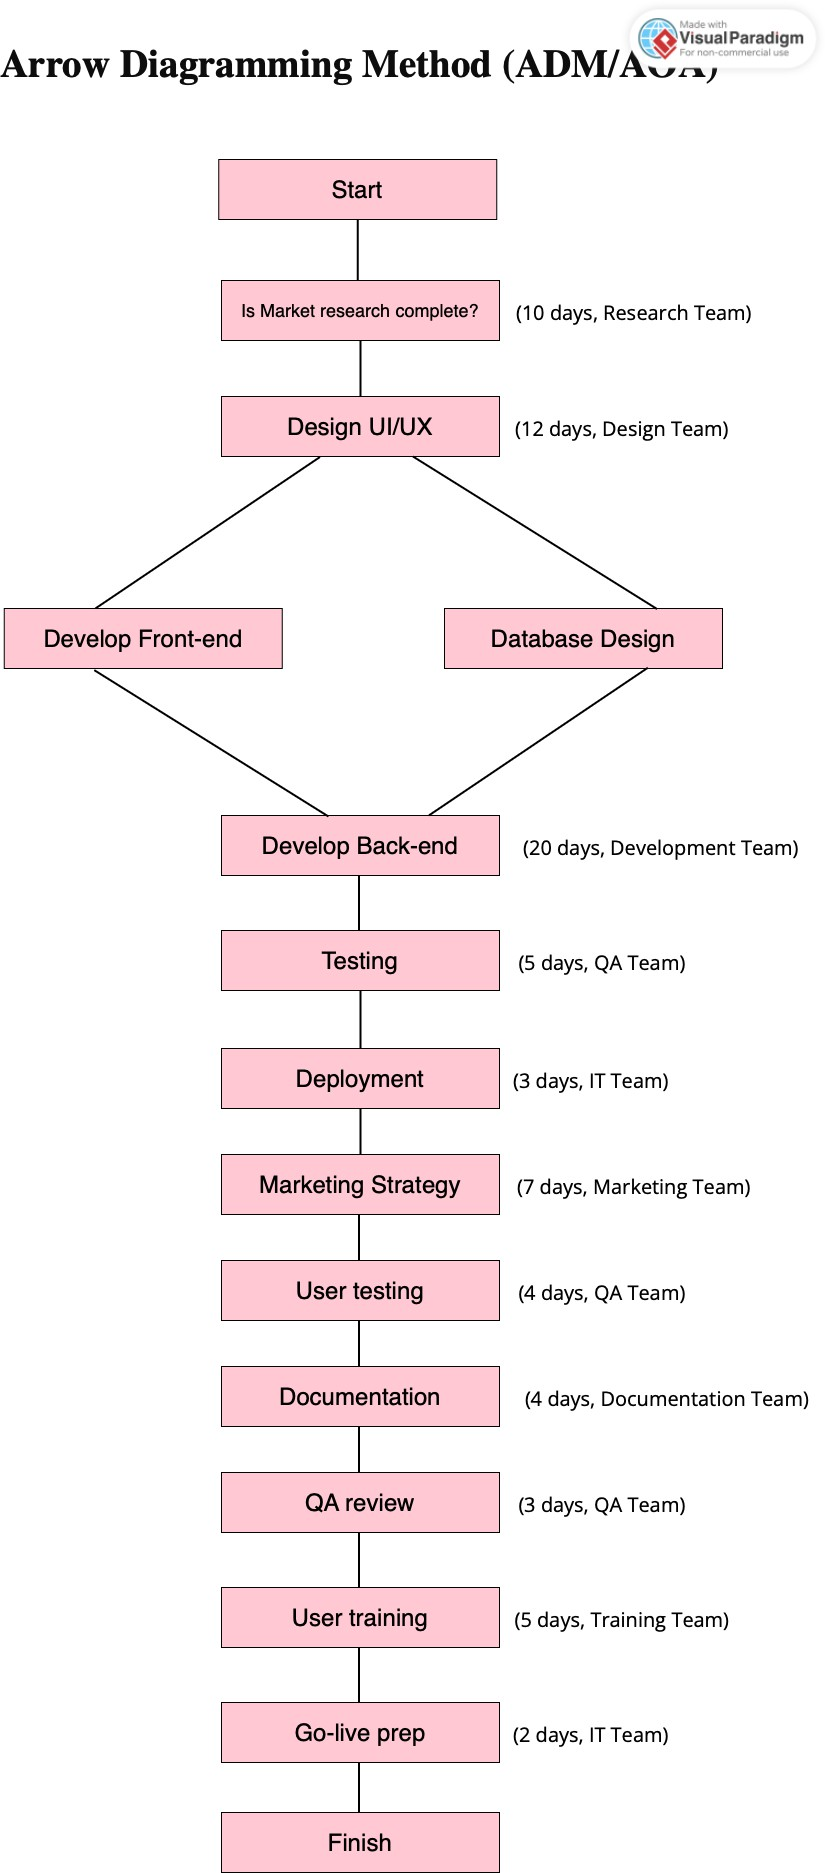 Made with
VisualParadigm
For non-commercial use
Arrow Diagramming Method (ADM/AOA)
Start
Is Market research complete? (10 days, Research Team)
Design UI/UX (12 days, Design Team)
Develop Front-end Database Design
Develop Back-end (20 days, Development Team)
Testing (5 days, QA Team)
Deployment (3 days, IT Team)
Marketing Strategy (7 days, Marketing Team)
User testing (4 days, QA Team)
Documentation (4 days, Documentation Team)
QA review (3 days, QA Team)
User training (5 days, Training Team)
Go-live prep (2 days, IT Team)
Finish